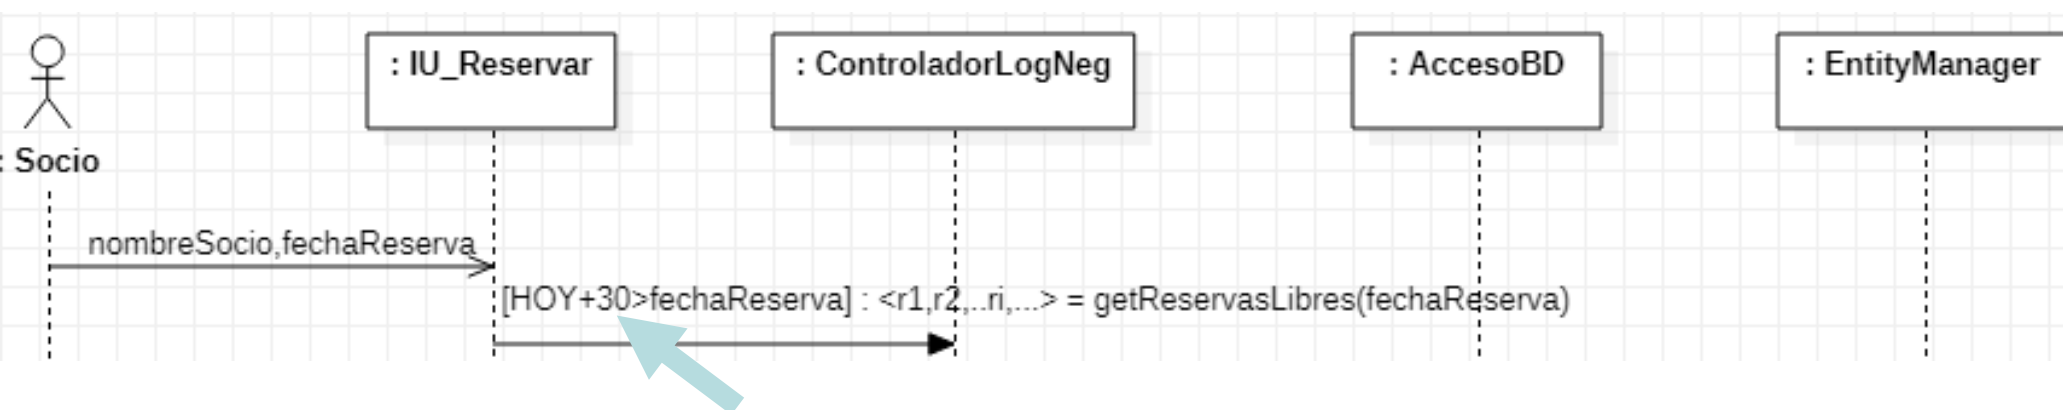 : IU_Reservar
: ControladorLogNeg
: AccesoBD
: EntityManager
: Socio
nombreSocio,fechaReserva
[HOY+30>fechaReserva] : <r1,r2,..ri,...> = getReservasLibres(fechaReserva)